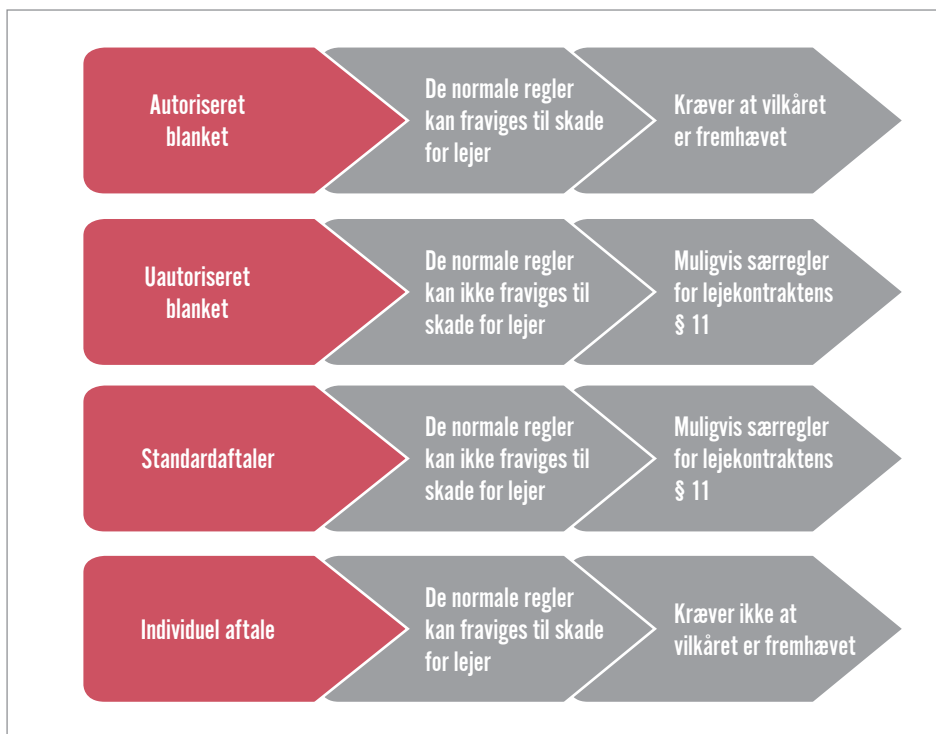 Autoriseret
blanket
De normale regler
kan fraviges til skade
for lejer
Kræver at vilkåret
er fremhævet
Uautoriseret
blanket
De normale regler
kan ikke fraviges til
skade for lejer
Muligvis særregler
for lejekontraktens
§ 11
Standardaftaler
De normale regler
kan ikke fraviges til
skade for lejer
Muligvis særregler
for lejekontraktens
§ 11
Individuel aftale
De normale regler
kan fraviges til skade
for lejer
Kræver ikke at
vilkåret er fremhævet